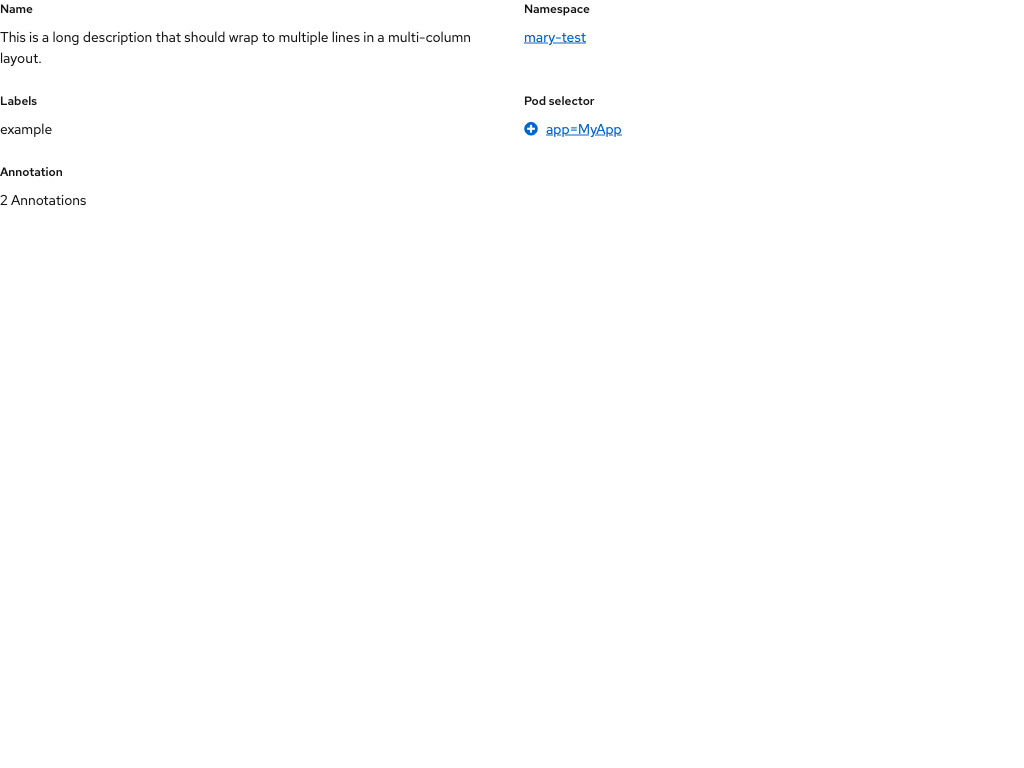 Name
This is a long description that should wrap to multiple lines in a multi-column
layout.
Namespace
mary-test
Labels
example
Pod selector
app=MyApp
Annotation
2 Annotations